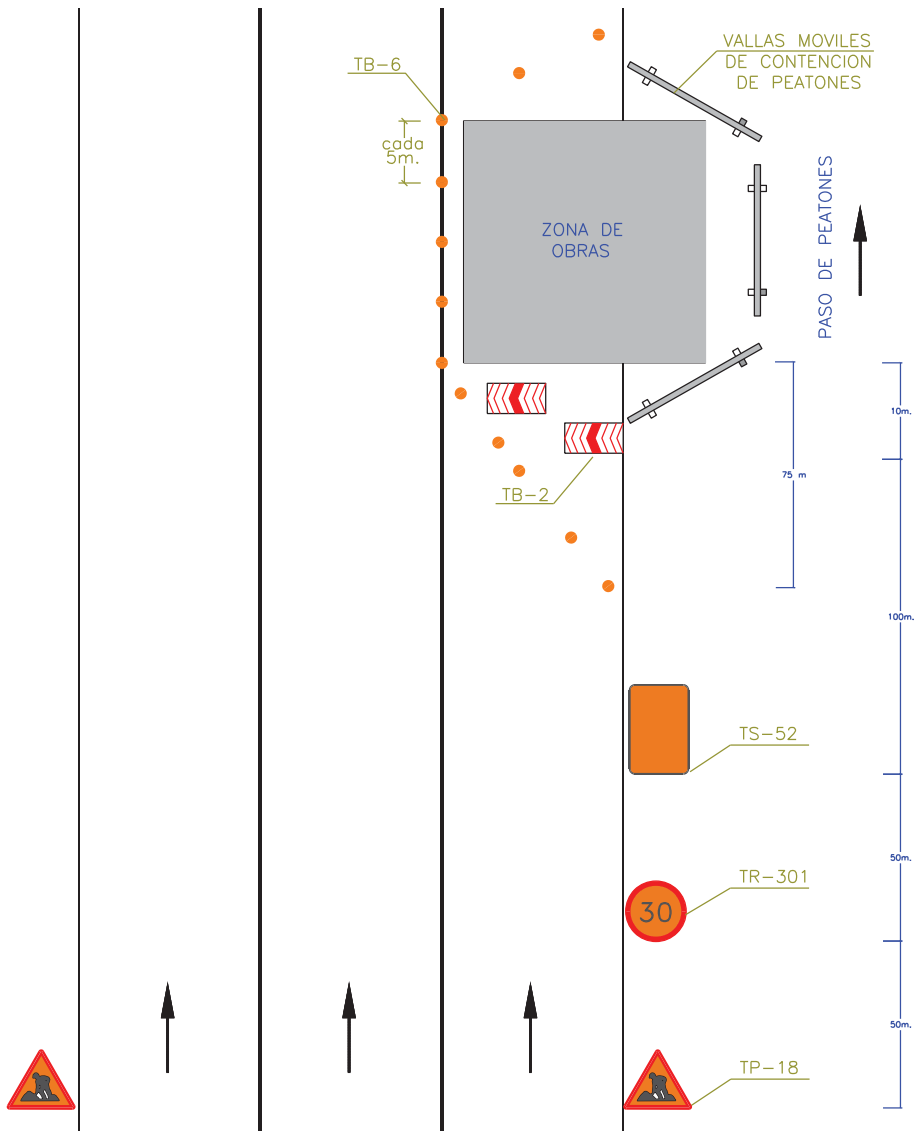 VALLAS MOVILES
DE CONTENCION
DE PEATONES
TB-6
cada
5m.
ZONA DE
OBRAS
PASO DE PEATONES
10m.
75 m
TB-2
100m.
TS-52
50m.
TR-301
30
50m.
TP-18